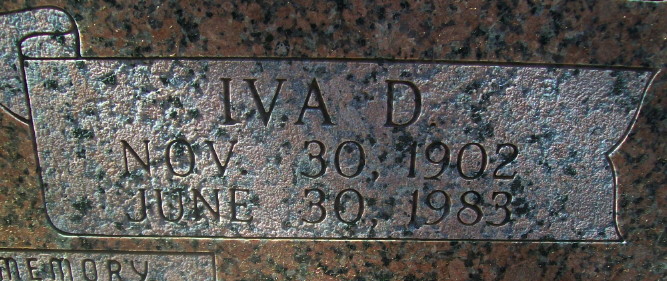 IVA D
NOV. 30, 1902
JUNE 30, 1983
MEMORY